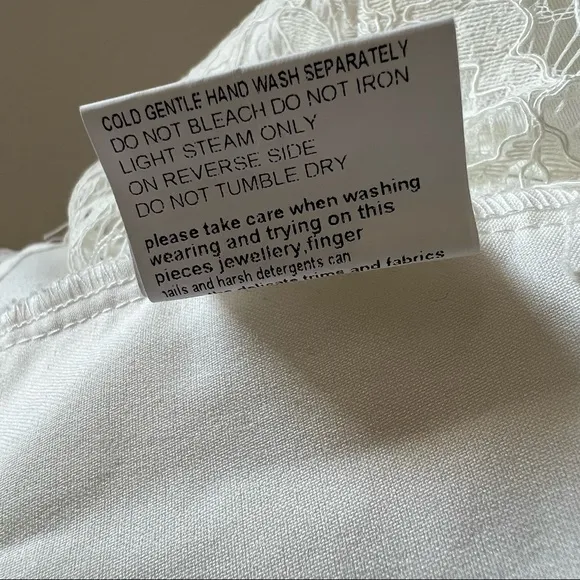 COLD GENTLE HAND WASH SEPARATELY
DO NOT BLEACH DO NOT IRON
LIGHT STEAM ONLY
ON REVERSE SIDE
DO NOT TUMBLE DRY
please take care when washing
wearing and trying on this
pieces jewellery,finger
nails and harsh detergents can
delicate trims and fabrics